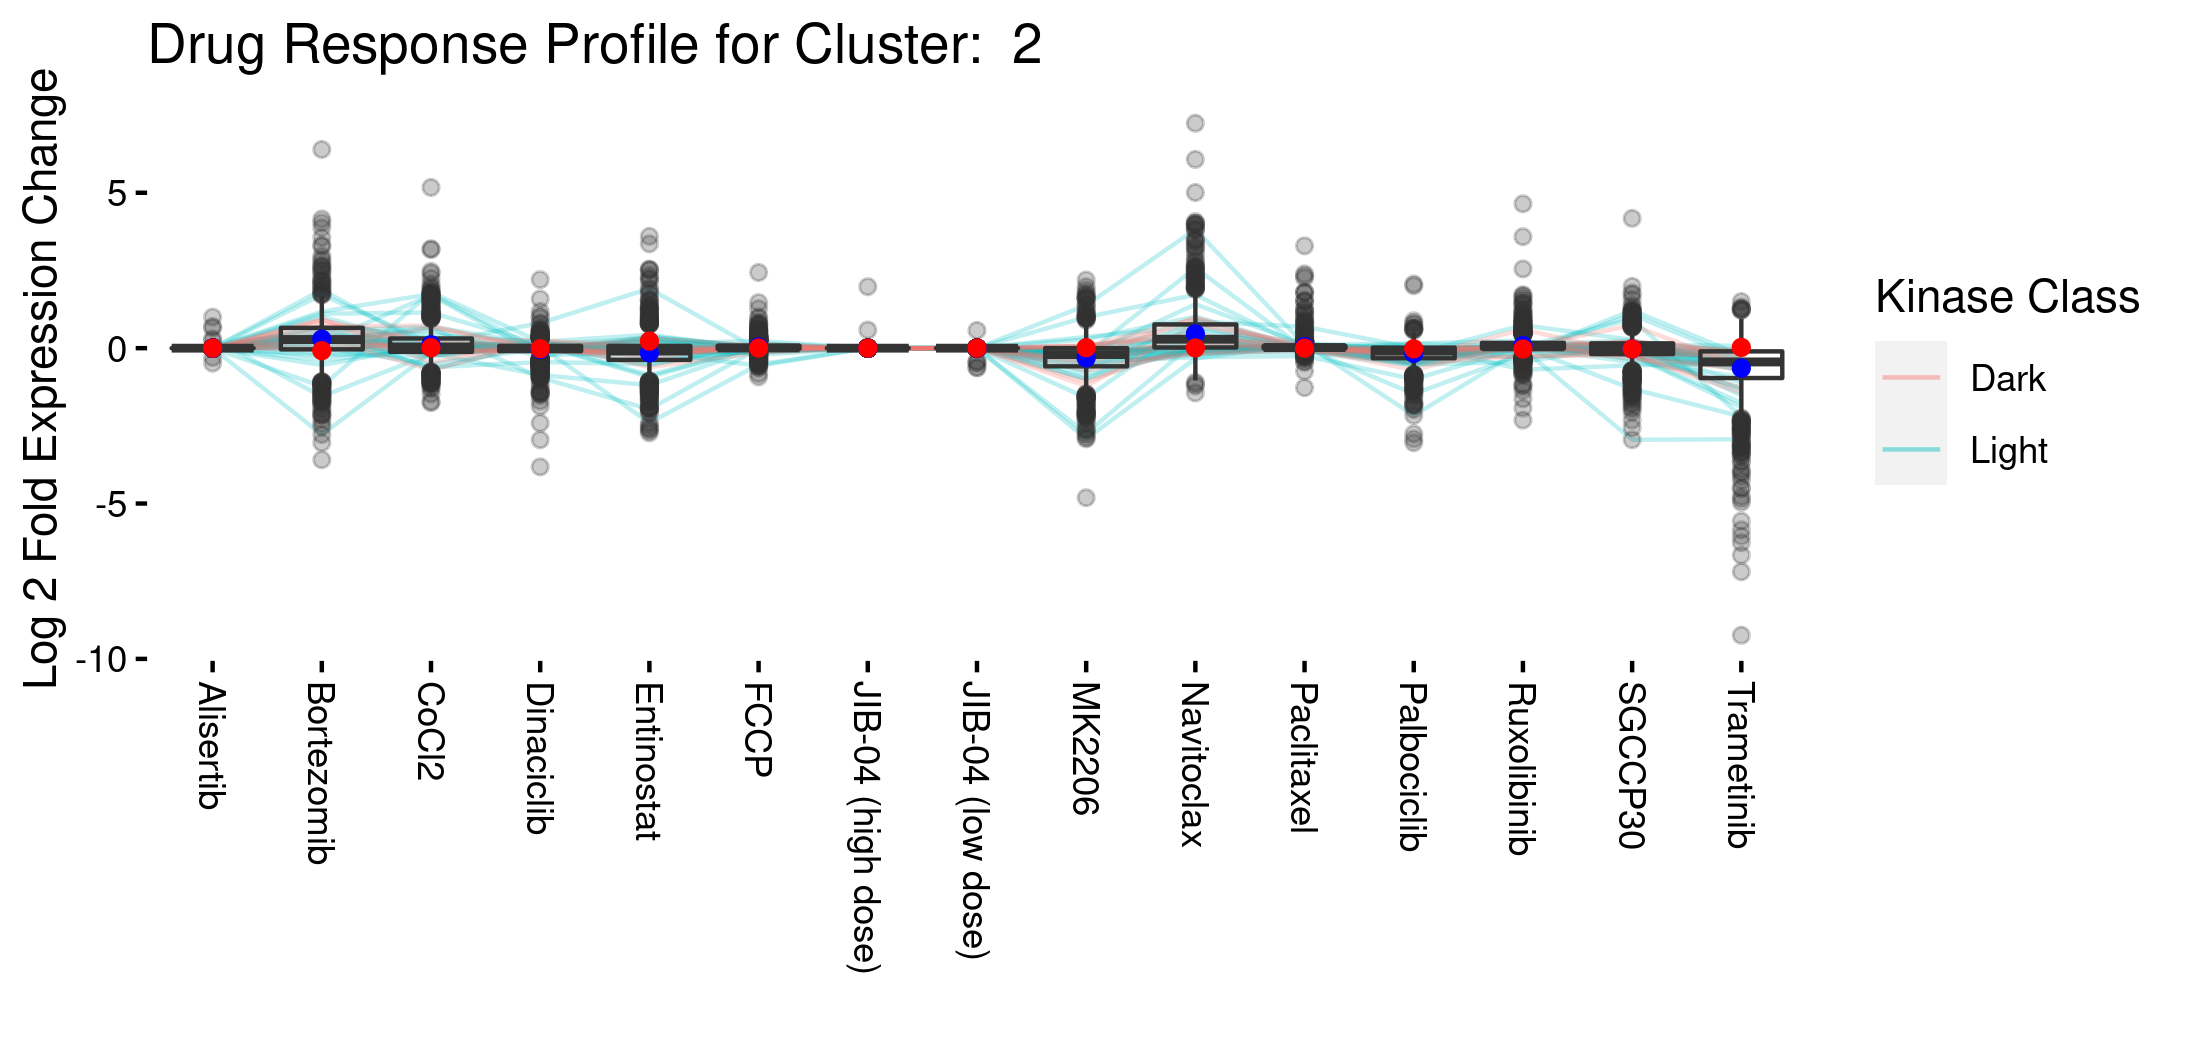 Drug Response Profile for Cluster:  2
Log 2 Fold Expression Change
5
0
-5
-10
Alisertib
Bortezomib
CoCl2
Dinaciclib
Entinostat
FCCP
JIB-04 (high dose)
JIB-04 (low dose)
MK2206
Navitoclax
Paclitaxel
Palbociclib
Ruxolibinib
SGCCP30
Trametinib
Kinase Class
Dark
Light